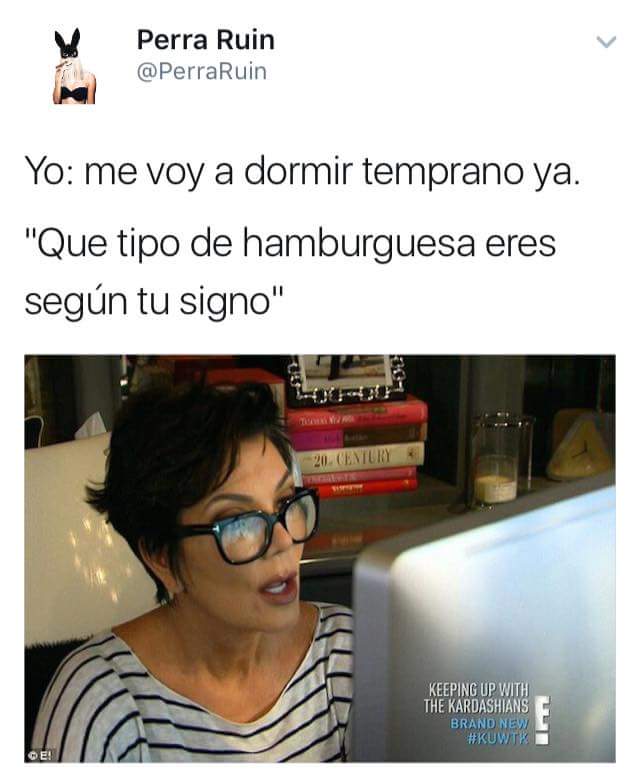 Perra Ruin
@PerraRuin
Yo: me voy a dormir temprano ya.
"Que tipo de hamburguesa eres
según tu signo"
20. CENTURY
KEEPING UP WITH
THE KARDASHIANS
BRAND NEW
#KUWTK
E!
© E!